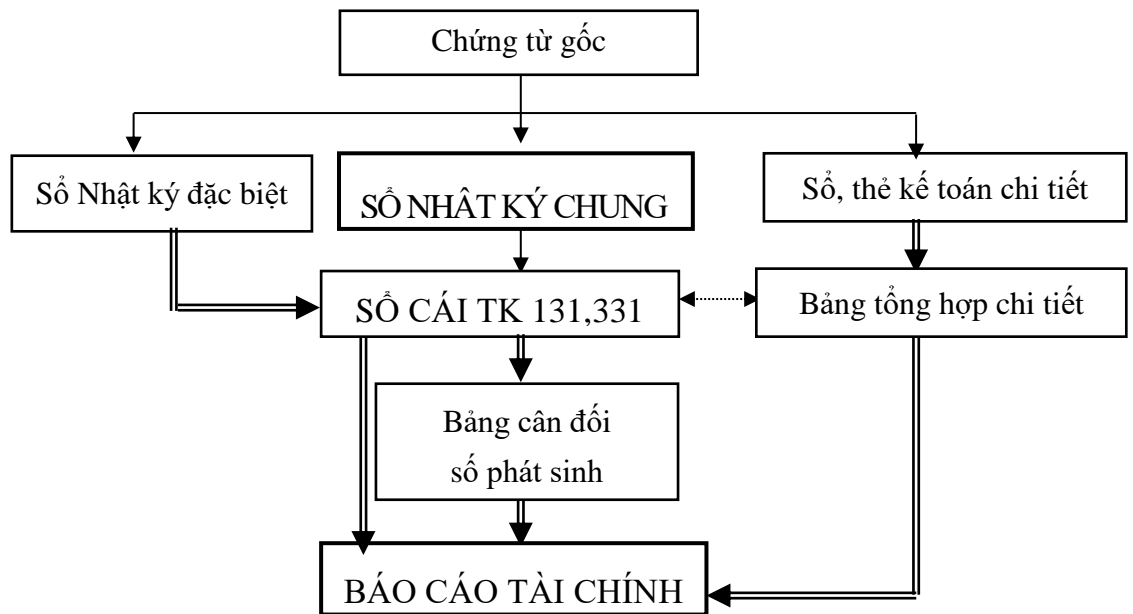 Chứng từ gốc
Sổ Nhật ký đặc biệt
SỔ NHÂT KÝ CHUNG
Sổ, thẻ kế toán chi tiết
SỔ CÁI TK 131,331
Bảng tổng hợp chi tiết
Bảng cân đối
số phát sinh
BÁO CÁO TÀI CHÍNH